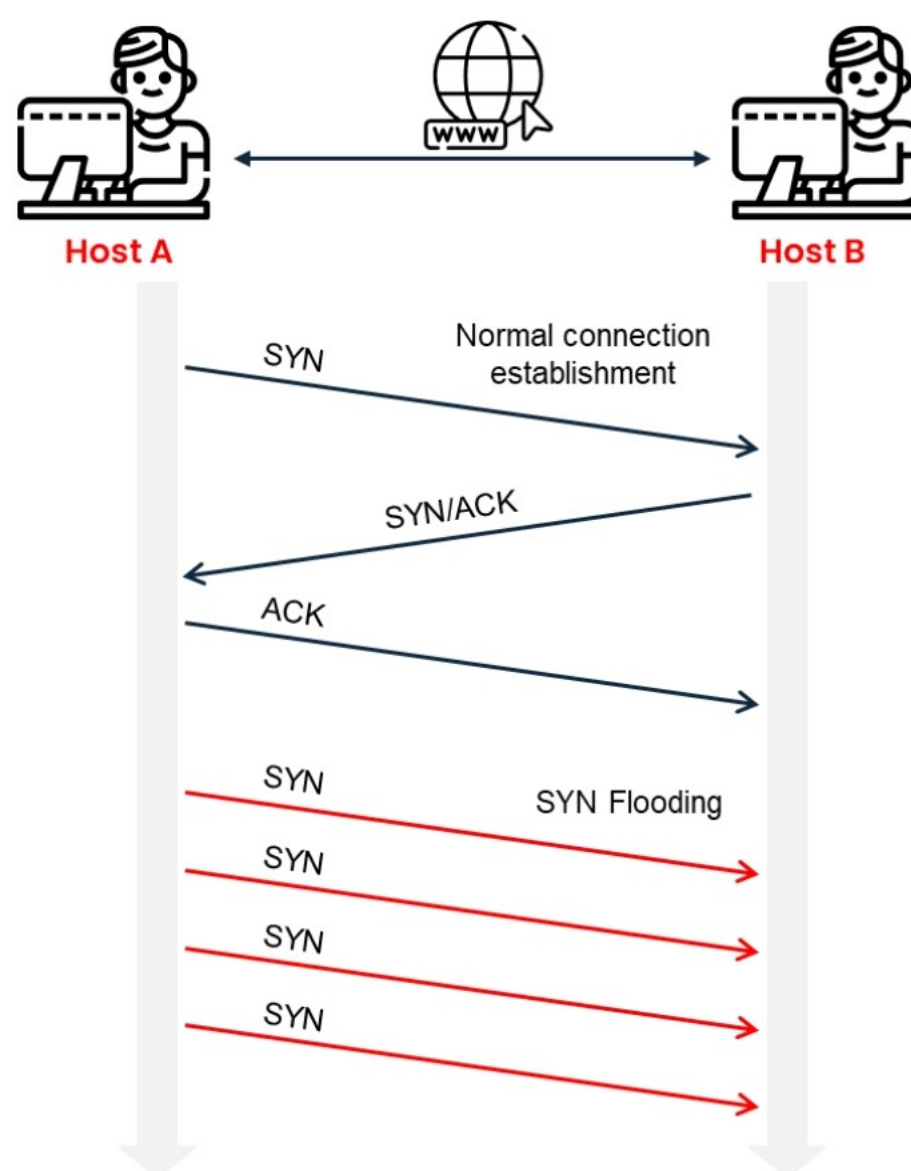 WWW
Host A
Host B
SYN
Normal connection
establishment
SYN/ACK
ACK
SYN
SYN Flooding
SYN
SYN
SYN